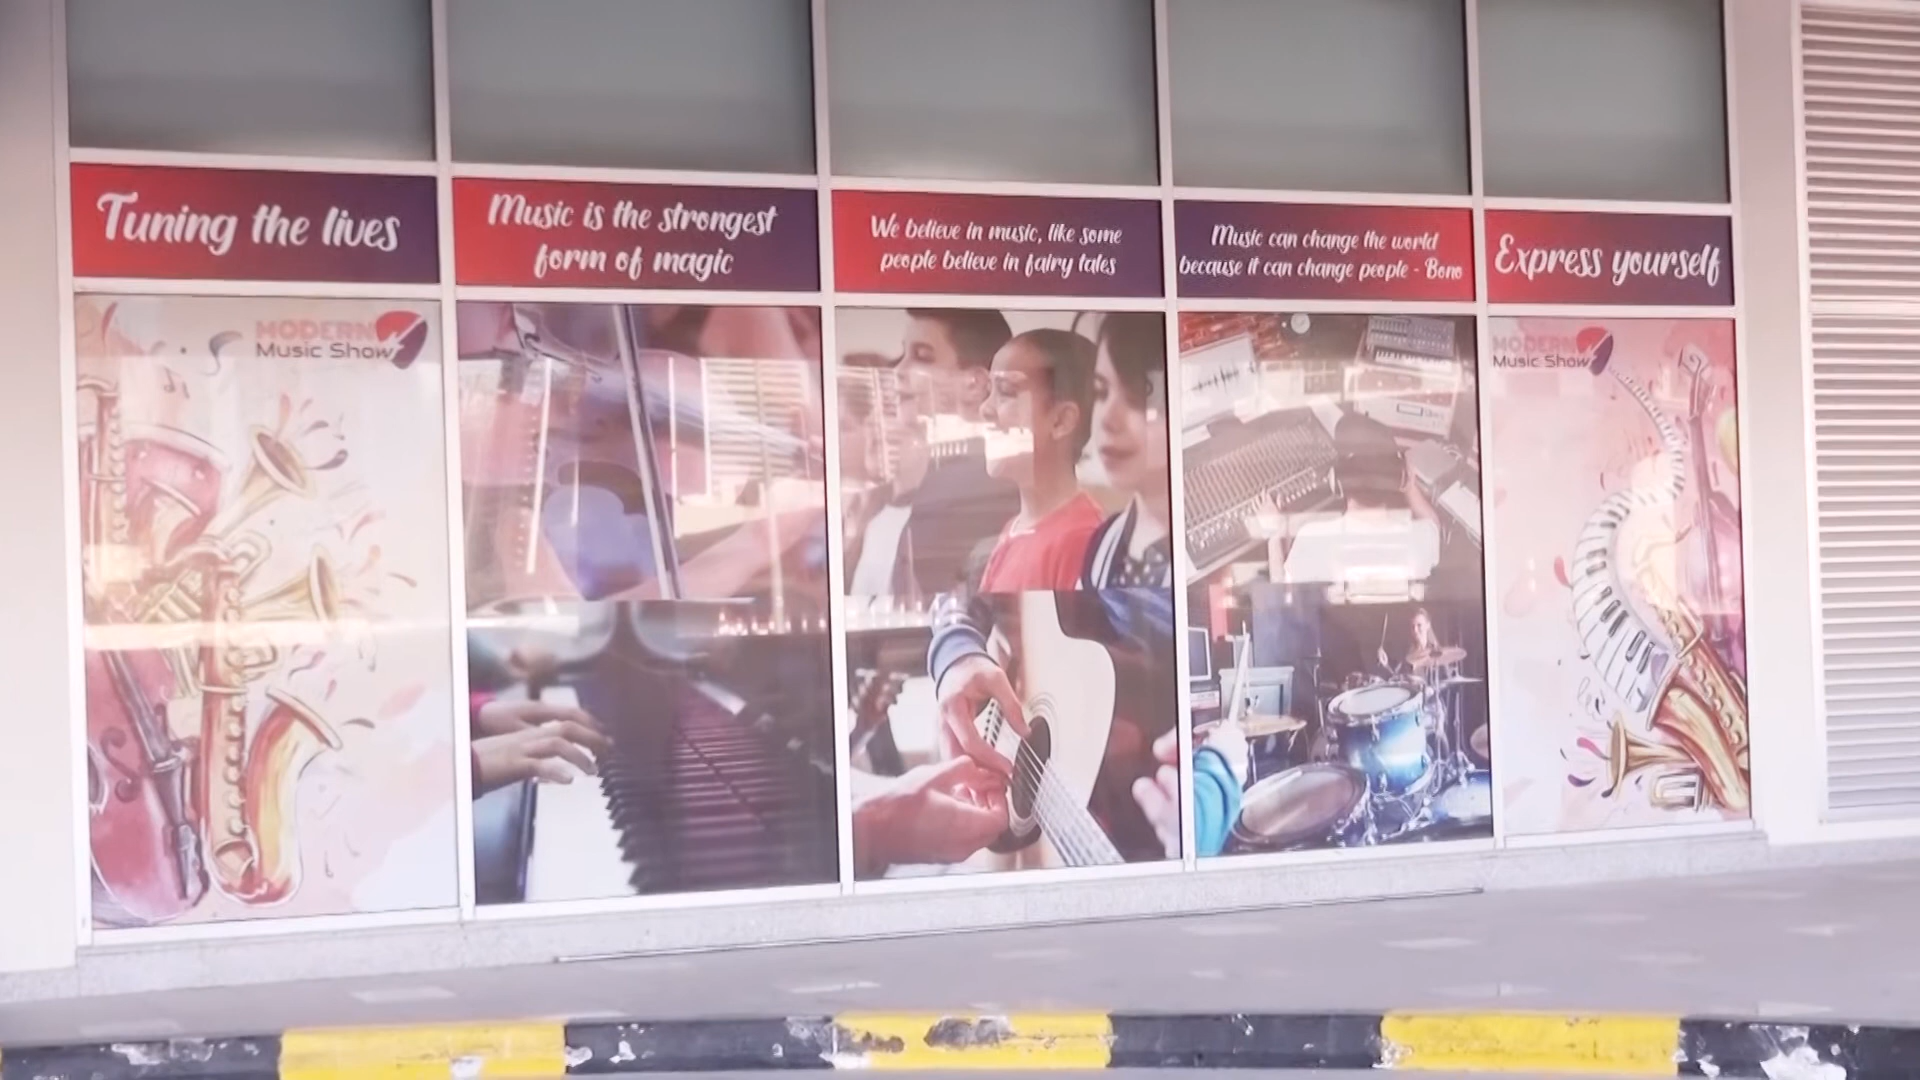 Tuning the lives
Music is the strongest
form of magic
We believe in music, like some
people believe in fairy tales
Music can change the world
because it can change people - Bono
Express yourself
MODERN
Music Show
MODERN
Music Show